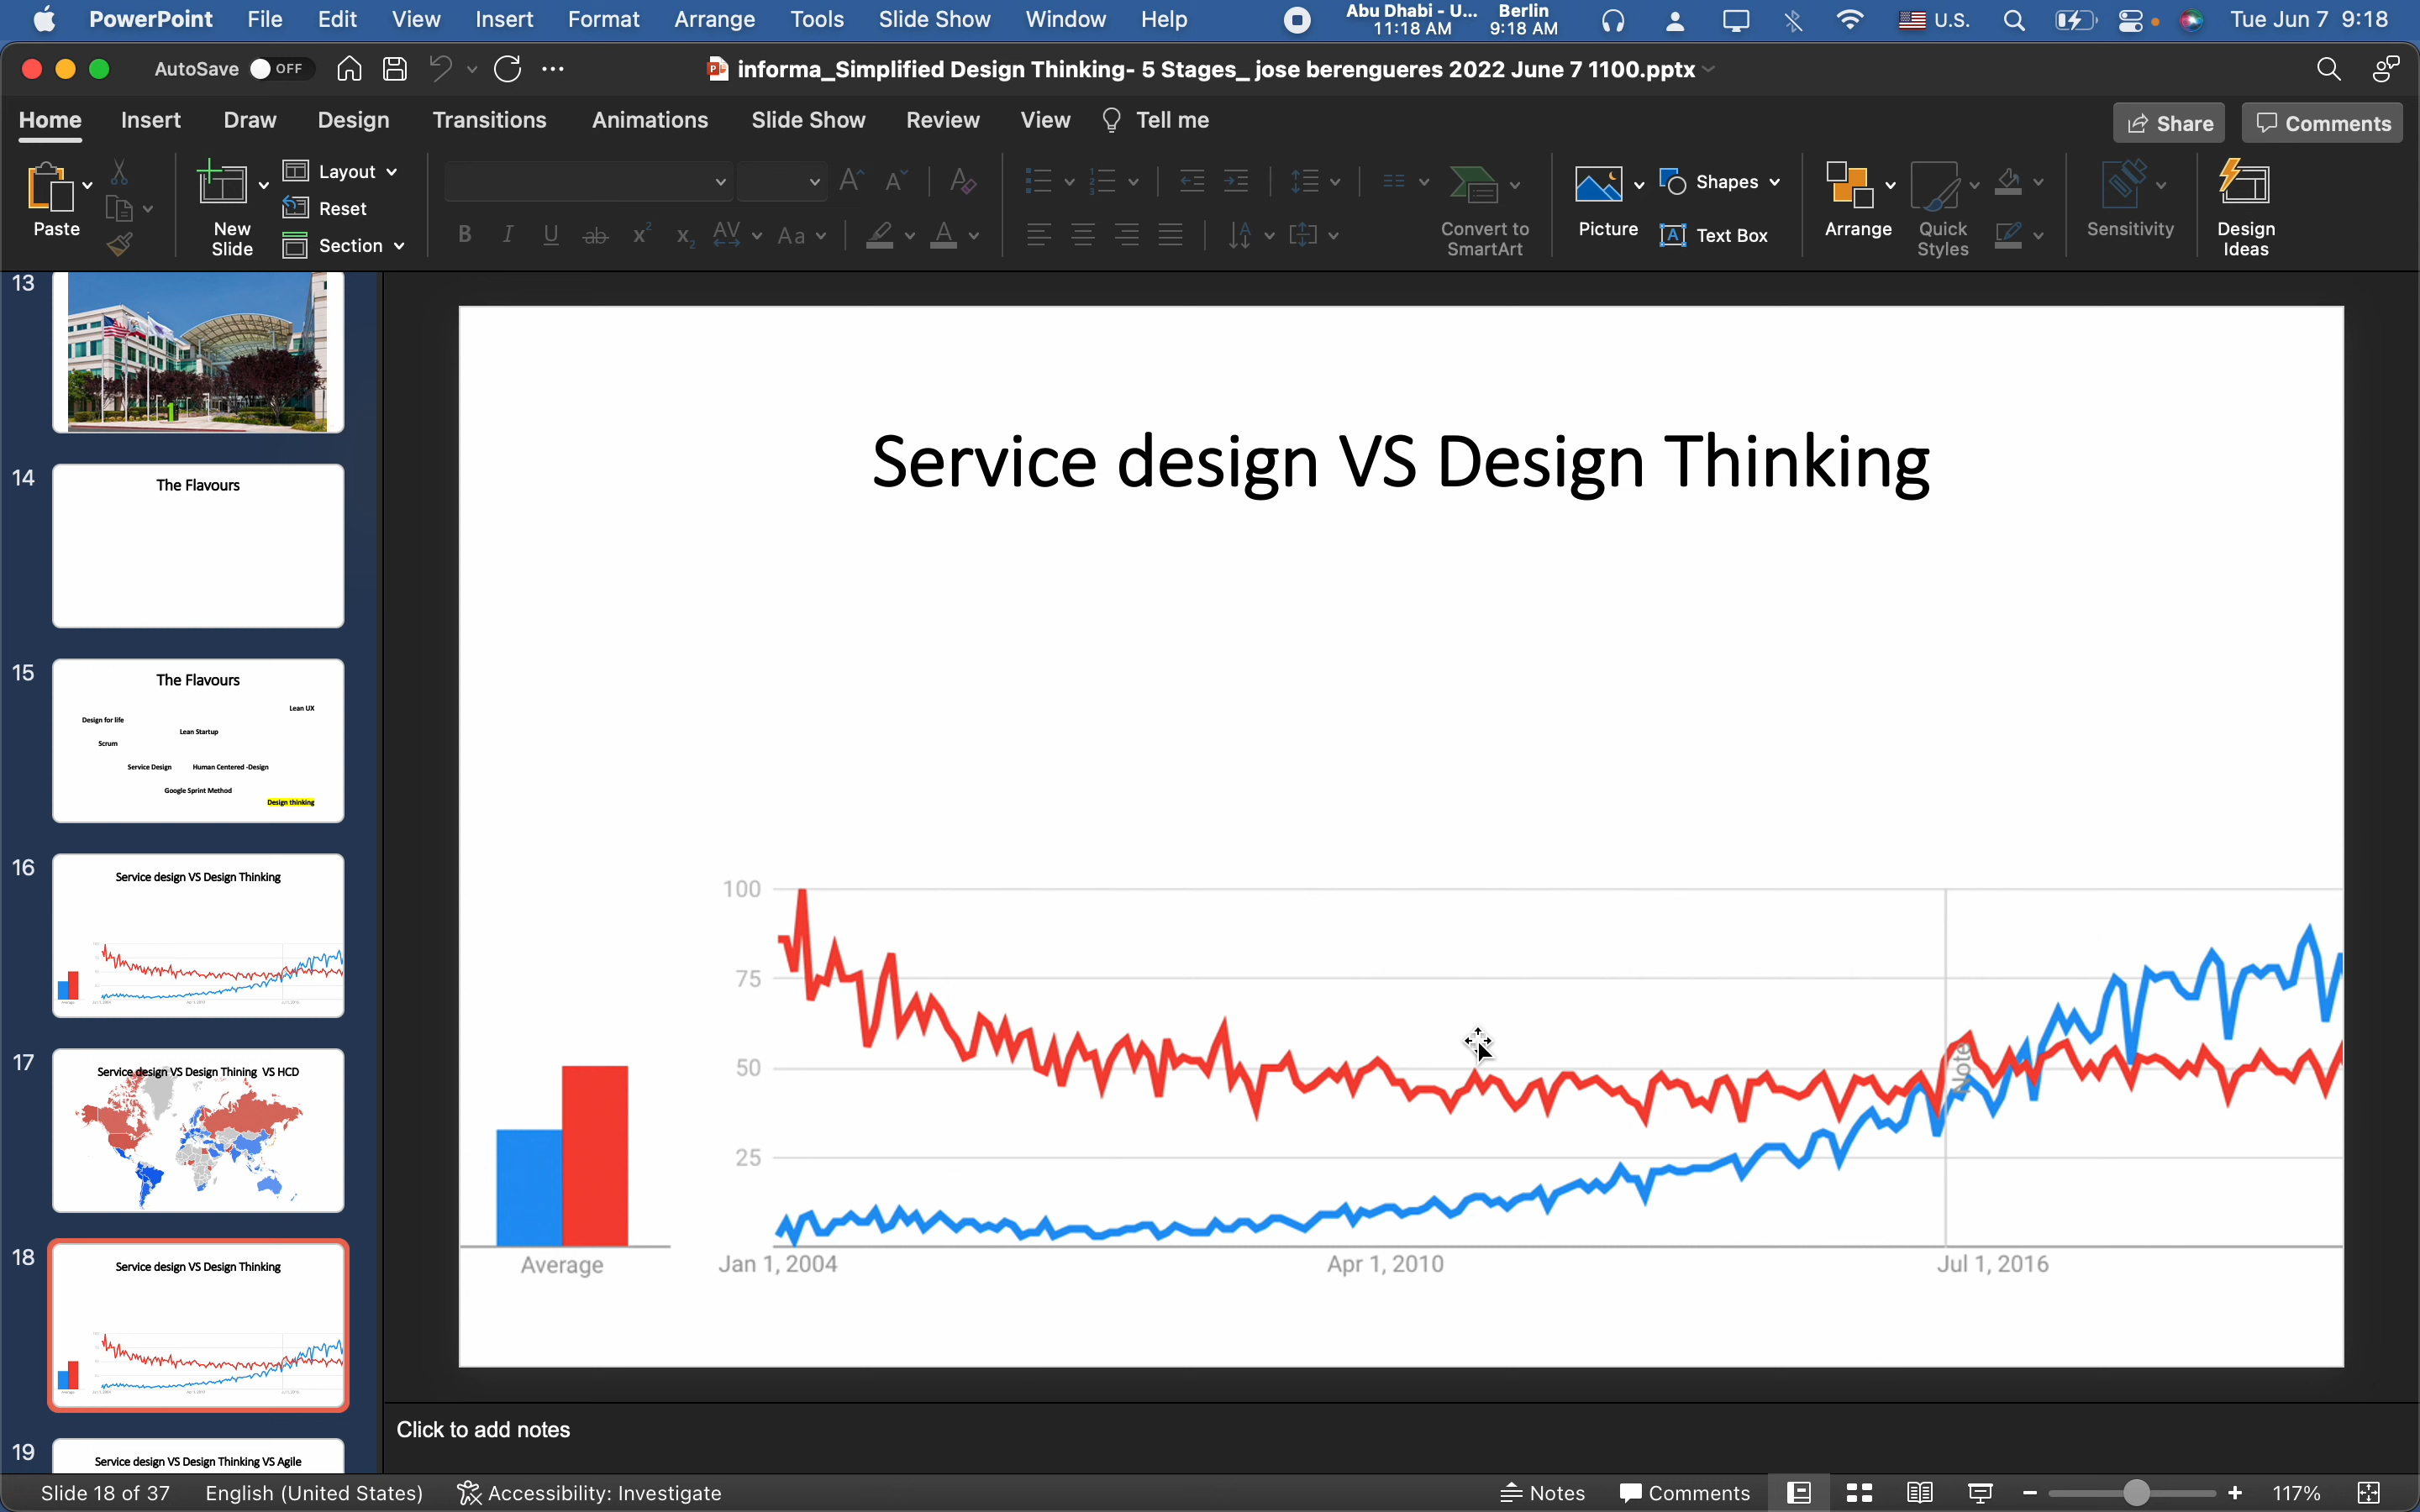 PowerPoint File Edit View Insert Format Arrange Tools Slide Show Window Help
Abu Dhabi - U... Berlin
11:18 AM 9:18 AM
U.S.
Tue Jun 7 9:18
AutoSave OFF
informa_Simplified Design Thinking- 5 Stages_ jose berengueres 2022 June 7 1100.pptx
Home Insert Draw Design Transitions Animations Slide Show Review View Tell me
Share Comments
Paste
New
Slide
Layout
Reset
Section
Convert to
SmartArt
Picture
Shapes
Text Box
Arrange
Quick
Styles
Sensitivity
Design
Ideas
13
1
14
The Flavours
15
The Flavours
Lean UX
Design for life
Lean Startup
Scrum
Service Design Human Centered -Design
Google Sprint Method
Design thinking
16
Service design VS Design Thinking
17
Service design VS Design Thining VS HCD
18
Service design VS Design Thinking
19
Service design VS Design Thinking VS Agile
Service design VS Design Thinking
100
75
50
25
Note
Average
Jan 1, 2004 Apr 1, 2010 Jul 1, 2016
Click to add notes
Slide 18 of 37 English (United States) Accessibility: Investigate Notes Comments 117%